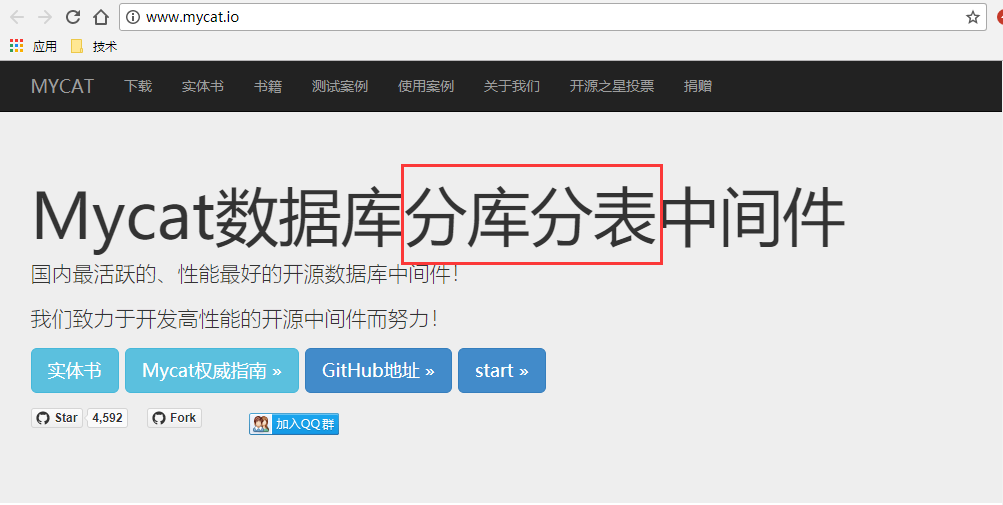 www.mycat.io
应用 技术
MYCAT 下载 实体书 书籍 测试案例 使用案例 关于我们 开源之星投票 捐赠
Mycat数据库分库分表中间件
国内最活跃的、性能最好的开源数据库中间件！
我们致力于开发高性能的开源中间件而努力！
实体书 Mycat权威指南 » GitHub地址 » start »
Star 4,592 Fork 加入QQ群